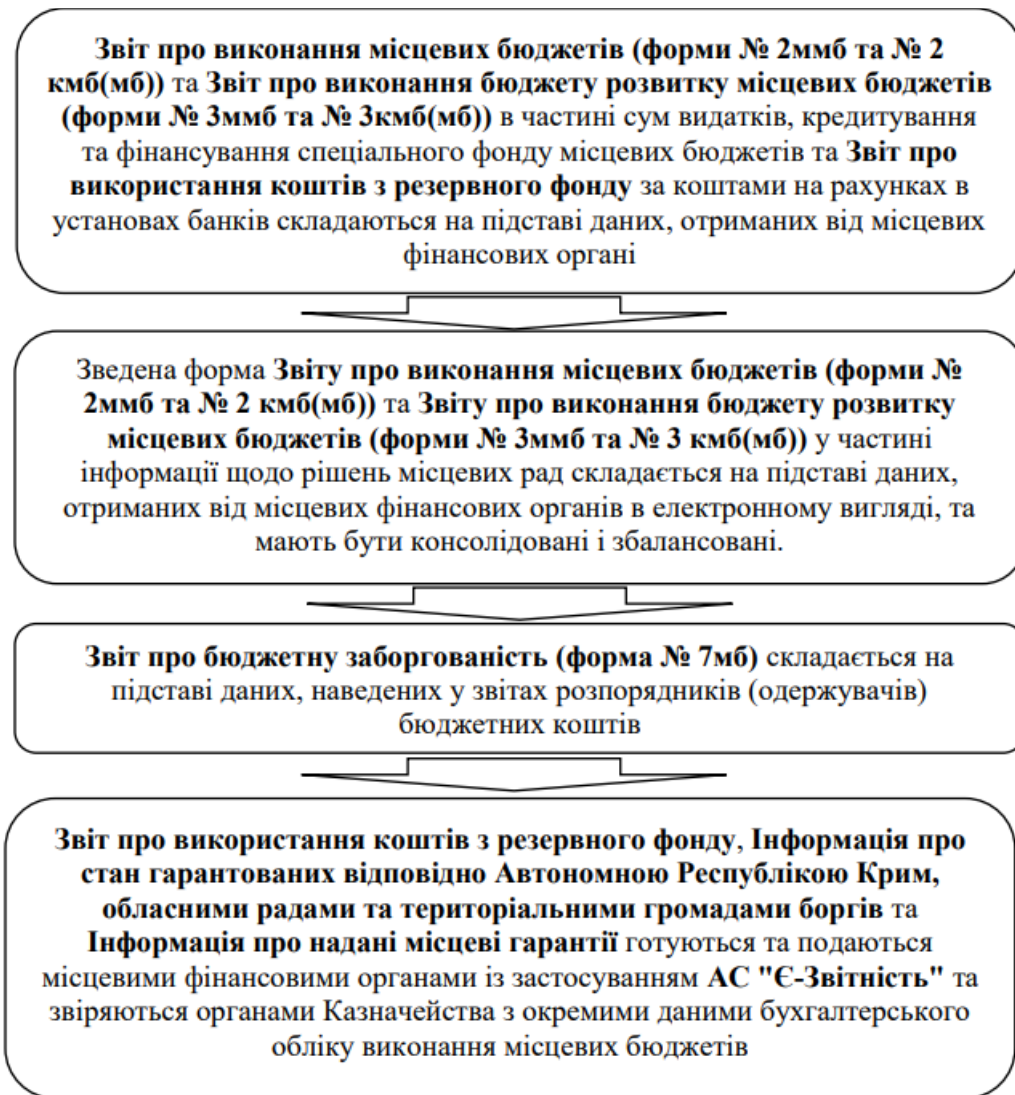 Звіт про виконання місцевих бюджетів (форми № 2ммб та № 2
кмб(мб)) та Звіт про виконання бюджету розвитку місцевих бюджетів
(форми № 3ммб та № 3кмб(мб)) в частині сум видатків, кредитування
та фінансування спеціального фонду місцевих бюджетів та Звіт про
використання коштів з резервного фонду за коштами на рахунках в
установах банків складаються на підставі даних, отриманих від місцевих
фінансових органі
Зведена форма Звіту про виконання місцевих бюджетів (форми №
2ммб та № 2 кмб(мб)) та Звіту про виконання бюджету розвитку
місцевих бюджетів (форми № 3ммб та № 3 кмб(мб)) у частині
інформації щодо рішень місцевих рад складається на підставі даних,
отриманих від місцевих фінансових органів в електронному вигляді, та
мають бути консолідовані і збалансовані.
Звіт про бюджетну заборгованість (форма № 7мб) складається на
підставі даних, наведених у звітах розпорядників (одержувачів)
бюджетних коштів
Звіт про використання коштів з резервного фонду, Інформація про
стан гарантованих відповідно Автономною Республікою Крим,
обласними радами та територіальними громадами боргів та
Інформація про надані місцеві гарантії готуються та подаються
місцевими фінансовими органами із застосуванням АС "Є-Звітність" та
звіряються органами Казначейства з окремими даними бухгалтерського
обліку виконання місцевих бюджетів